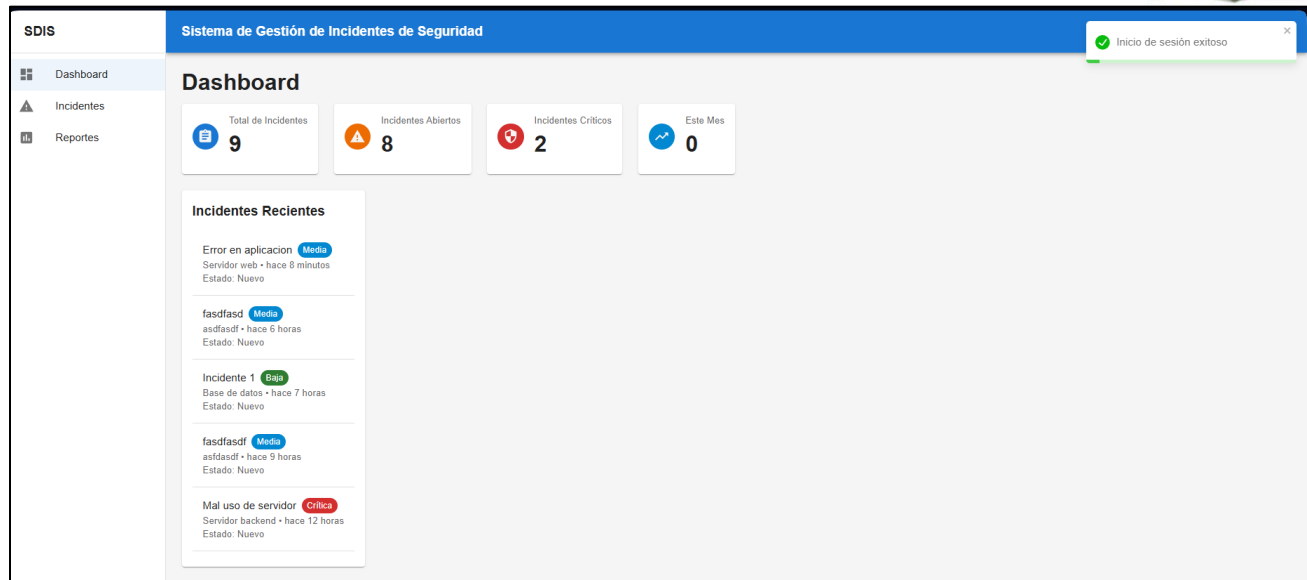 SDIS
Sistema de Gestión de Incidentes de Seguridad
Inicio de sesión exitoso
×
Dashboard
Incidentes
Reportes
Dashboard
Total de Incidentes
9
Incidentes Abiertos
8
Incidentes Críticos
2
Este Mes
0
Incidentes Recientes
Error en aplicacion Media
Servidor web • hace 8 minutos
Estado: Nuevo
fasdfasd Media
asdfasdf • hace 6 horas
Estado: Nuevo
Incidente 1 Baja
Base de datos • hace 7 horas
Estado: Nuevo
fasdfasdf Media
asfdasdf • hace 9 horas
Estado: Nuevo
Mal uso de servidor Crítica
Servidor backend • hace 12 horas
Estado: Nuevo